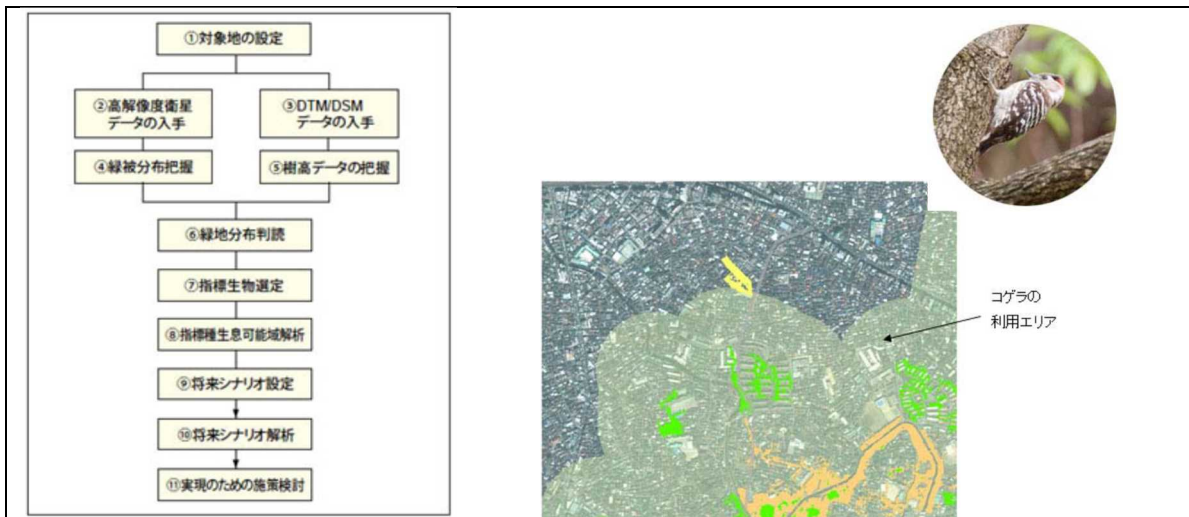 ①対象地の設定
②高解像度衛星
データの入手
③DTM/DSM
データの入手
④緑被分布把握
⑤樹高データの把握
⑥緑地分布判読
⑦指標生物選定
⑧指標種生息可能域解析
⑨将来シナリオ設定
⑩将来シナリオ解析
⑪実現のための施策検討
コゲラの
利用エリア